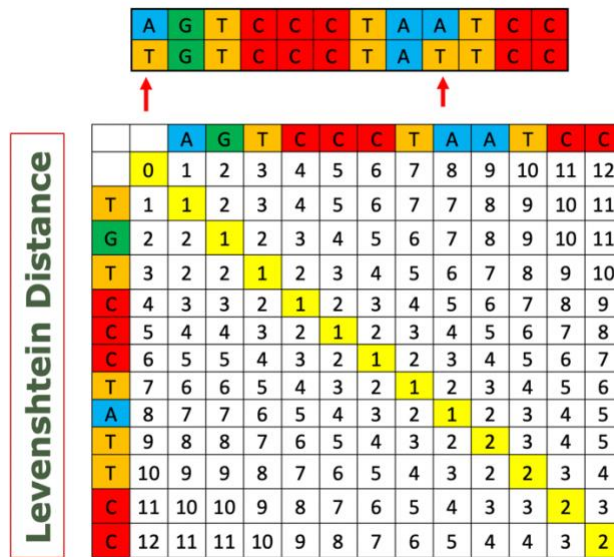 A G T C C C T A A T C C
T G T C C C T A T T C C
Levenshtein Distance
A G T C C C T A A T C C
0 1 2 3 4 5 6 7 8 9 10 11 12
T 1 1 2 3 4 5 6 7 7 8 9 10 11
G 2 2 1 2 3 4 5 6 7 8 9 10 11
T 3 2 2 1 2 3 4 5 6 7 8 9 10
C 4 3 3 2 1 2 3 4 5 6 7 8 9
C 5 4 4 3 2 1 2 3 4 5 6 7 8
C 6 5 5 4 3 2 1 2 3 4 5 6 7
T 7 6 6 5 4 3 2 1 2 3 4 5 6
A 8 7 7 6 5 4 3 2 1 2 3 4 5
T 9 8 8 7 6 5 4 3 2 2 3 4 5
T 10 9 9 8 7 6 5 4 3 2 2 3 4
C 11 10 10 9 8 7 6 5 4 3 3 2 3
C 12 11 11 10 9 8 7 6 5 4 4 3 2